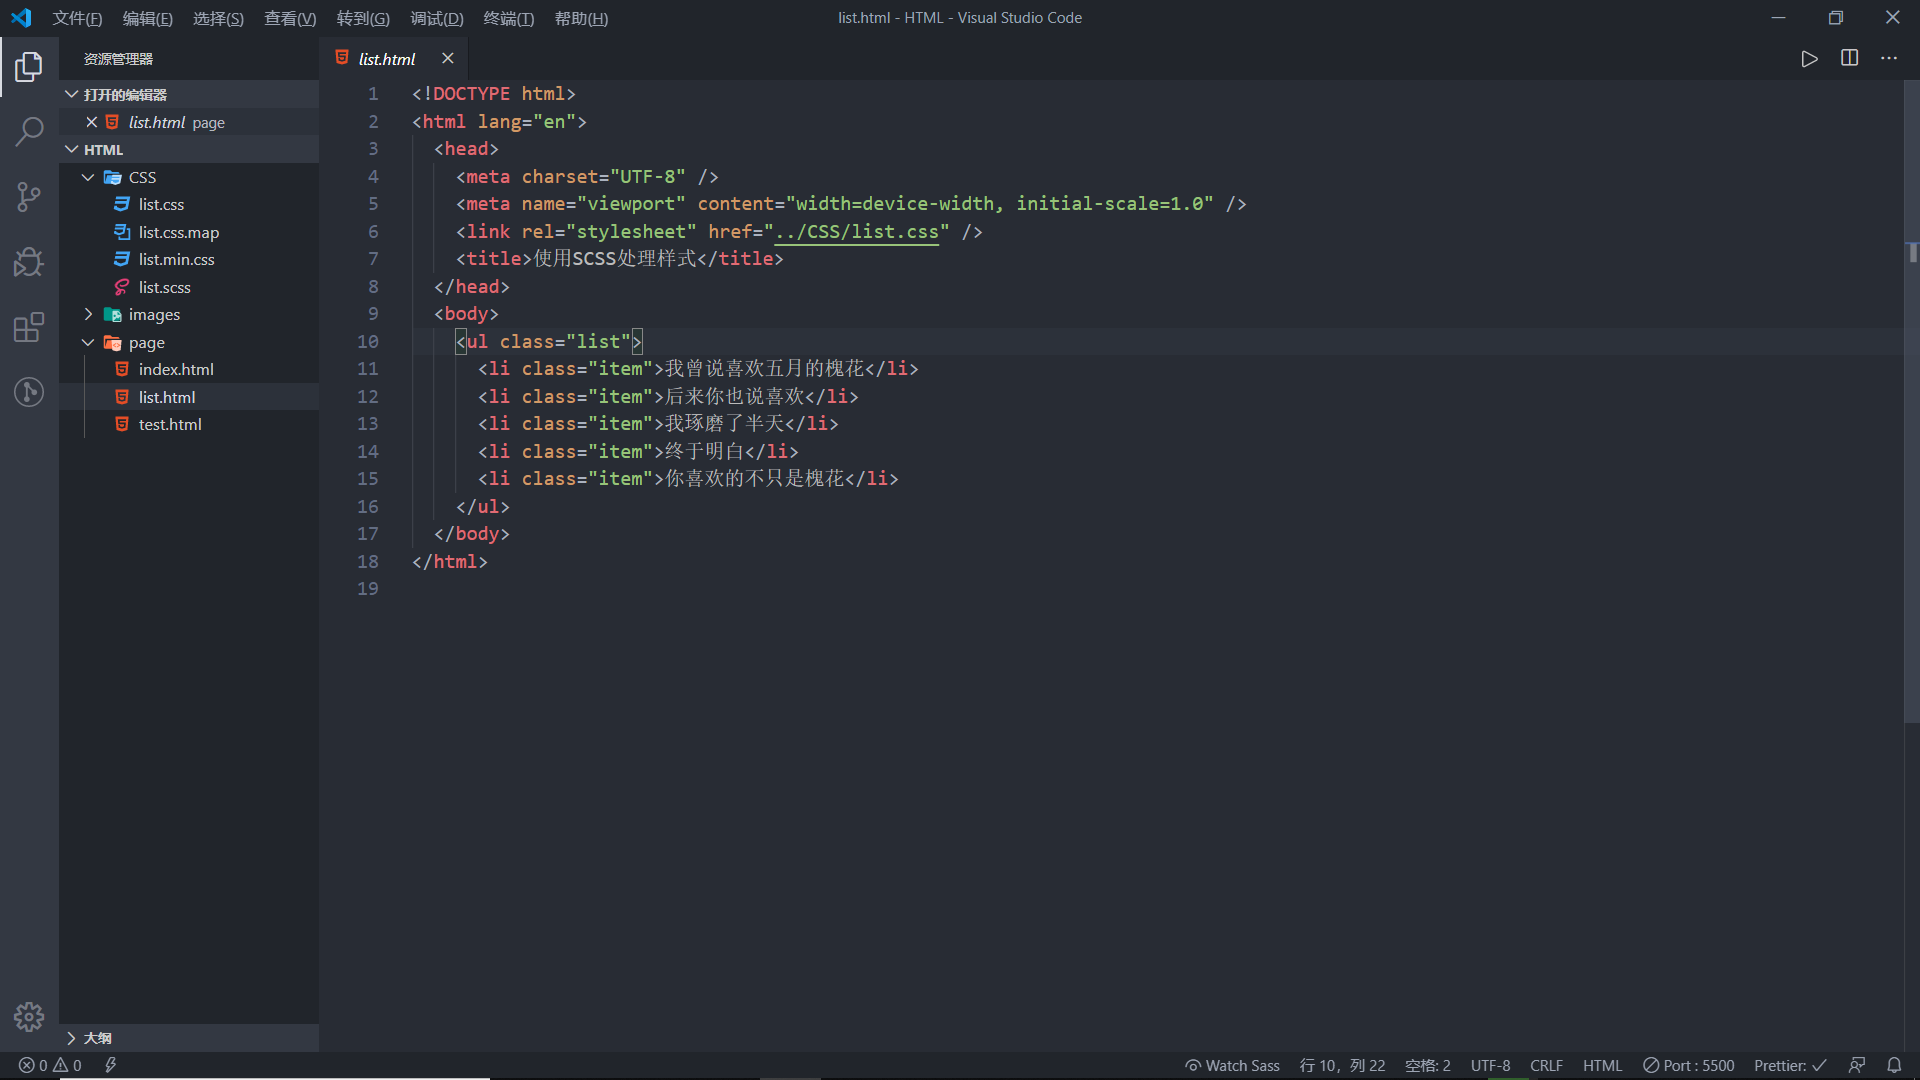 文件(F) 编辑(E) 选择(S) 查看(V) 转到(G) 调试(D) 终端(T) 帮助(H) list.html - HTML - Visual Studio Code
资源管理器
打开的编辑器
list.html page
HTML
CSS
list.css
list.css.map
list.min.css
list.scss
images
page
index.html
list.html
test.html
大纲
list.html
1 <!DOCTYPE html>
2 <html lang="en">
3 <head>
4 <meta charset="UTF-8" />
5 <meta name="viewport" content="width=device-width, initial-scale=1.0" />
6 <link rel="stylesheet" href="../CSS/list.css" />
7 <title>使用SCSS处理样式</title>
8 </head>
9 <body>
10 <ul class="list">
11 <li class="item">我曾说喜欢五月的槐花</li>
12 <li class="item">后来你也说喜欢</li>
13 <li class="item">我琢磨了半天</li>
14 <li class="item">终于明白</li>
15 <li class="item">你喜欢的不只是槐花</li>
16 </ul>
17 </body>
18 </html>
19
0 0 Watch Sass 行 10，列 22 空格: 2 UTF-8 CRLF HTML Port : 5500 Prettier: ✓